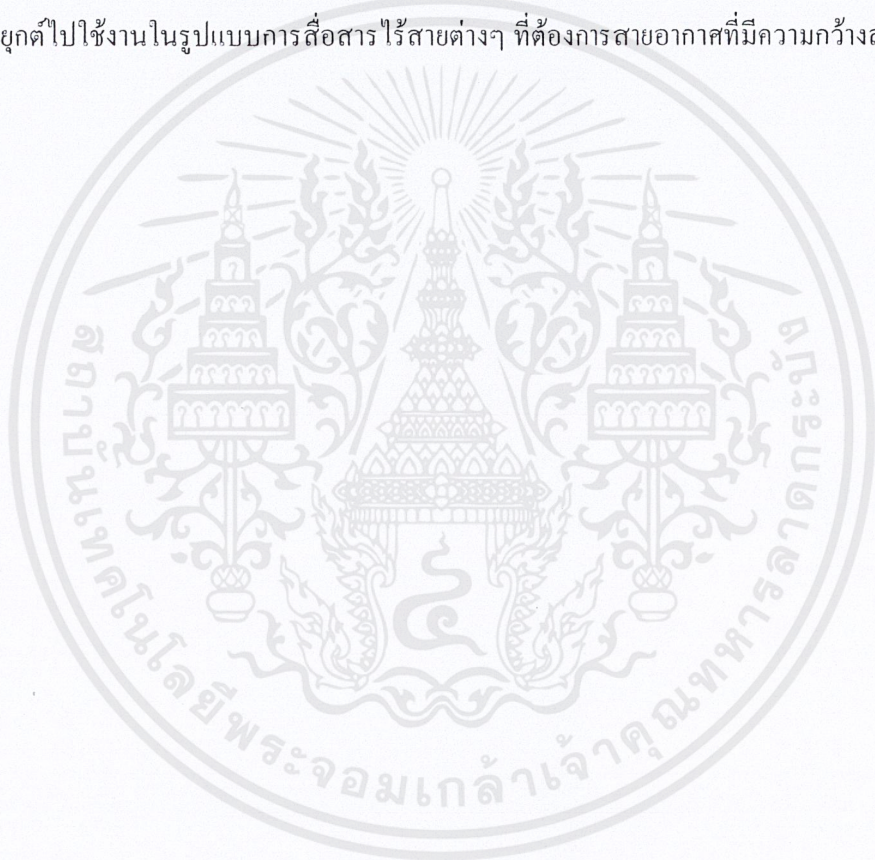 ยุกต์ไปใช้งานในรูปแบบการสื่อสารไร้สายต่างๆ ที่ต้องการสายอากาศที่มีความกว้าง
สถาบันเทคโนโลยีพระจอมเกล้าเจ้าคุณทหารลาดกระบัง